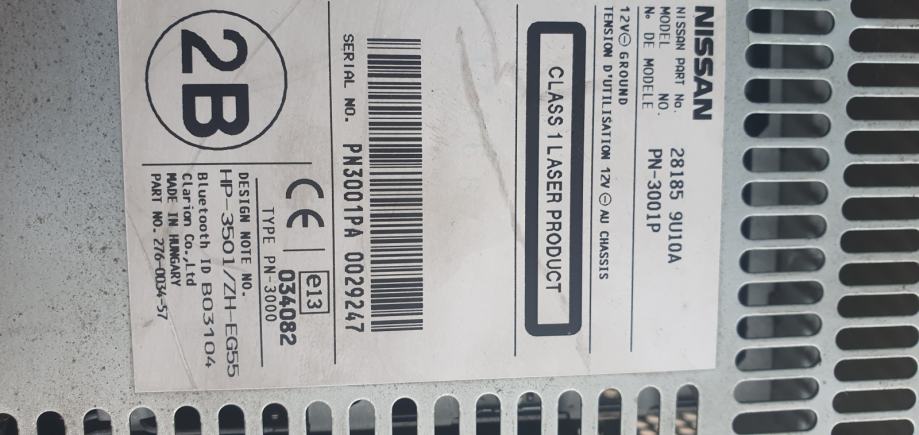 NISSAN
NISSAN PART No. 28185 9U10A
MODEL NO. PN-3001P
No DE MODELE
12V⊖ GROUND
TENSION D'UTILISATION 12V ⊖ AU CHASSIS
CLASS 1 LASER PRODUCT
SERIAL NO. PN3001PA 0029247
2B
CE e13
034082
TYPE PN-3000
DESIGN NOTE NO.
HP-3501/ZH-EG55
Bluetooth ID B03104
Clarion Co.,Ltd
MADE IN HUNGARY
PART NO. 276-0034-57